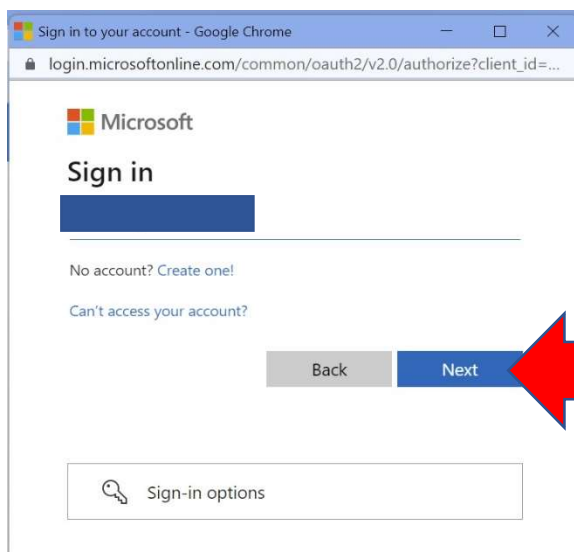 Sign in to your account - Google Chrome
login.microsoftonline.com/common/oauth2/v2.0/authorize?client_id=...
Microsoft
Sign in
No account? Create one!
Can't access your account?
Back
Next
Sign-in options